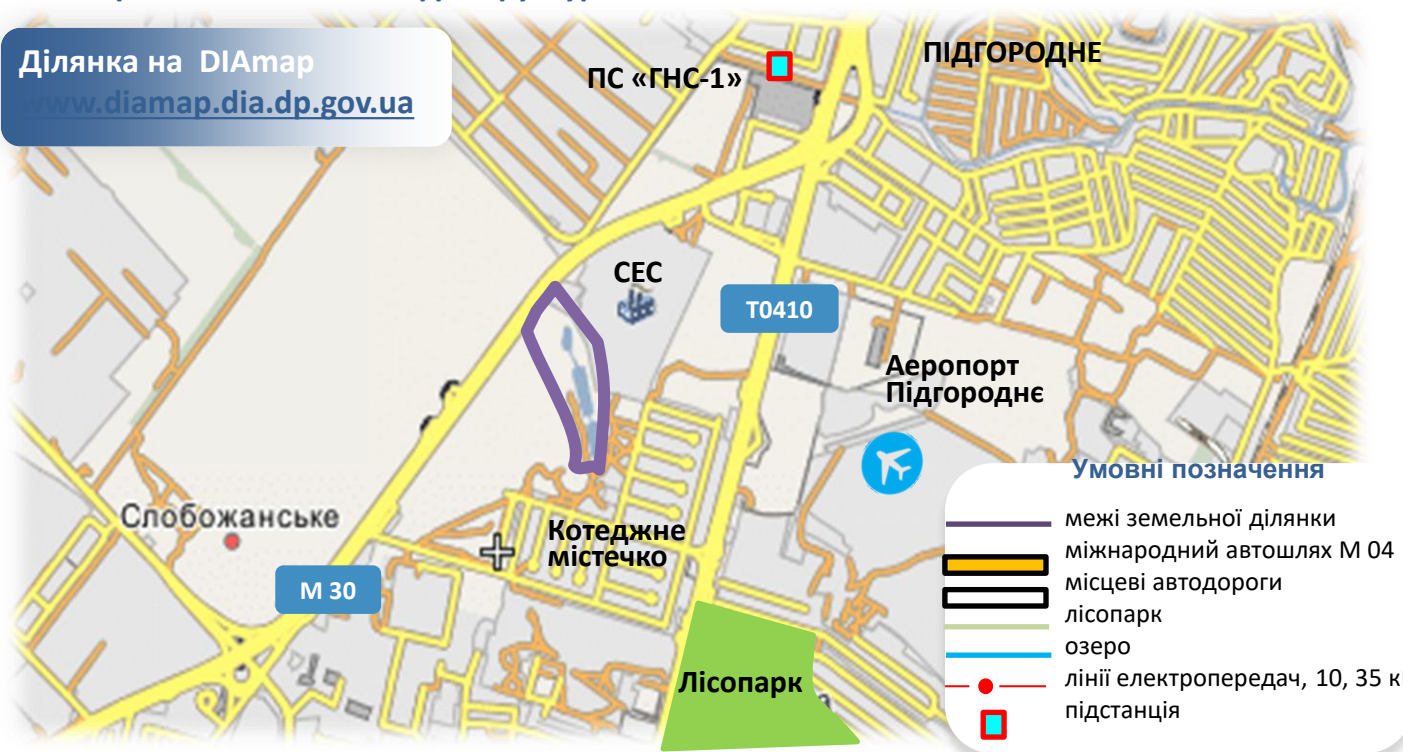 Ділянка на DIAmap
www.diamap.dia.dp.gov.ua
ПС «ГНС-1»
ПІДГОРОДНЕ
СЕС
Т0410
Аеропорт
Підгороднє
Слобожанське
Котеджне
містечко
М 30
Лісопарк
Умовні позначення
межі земельної ділянки
міжнародний автошлях М 04
місцеві автодороги
лісопарк
озеро
лінії електропередач, 10, 35 к
підстанція